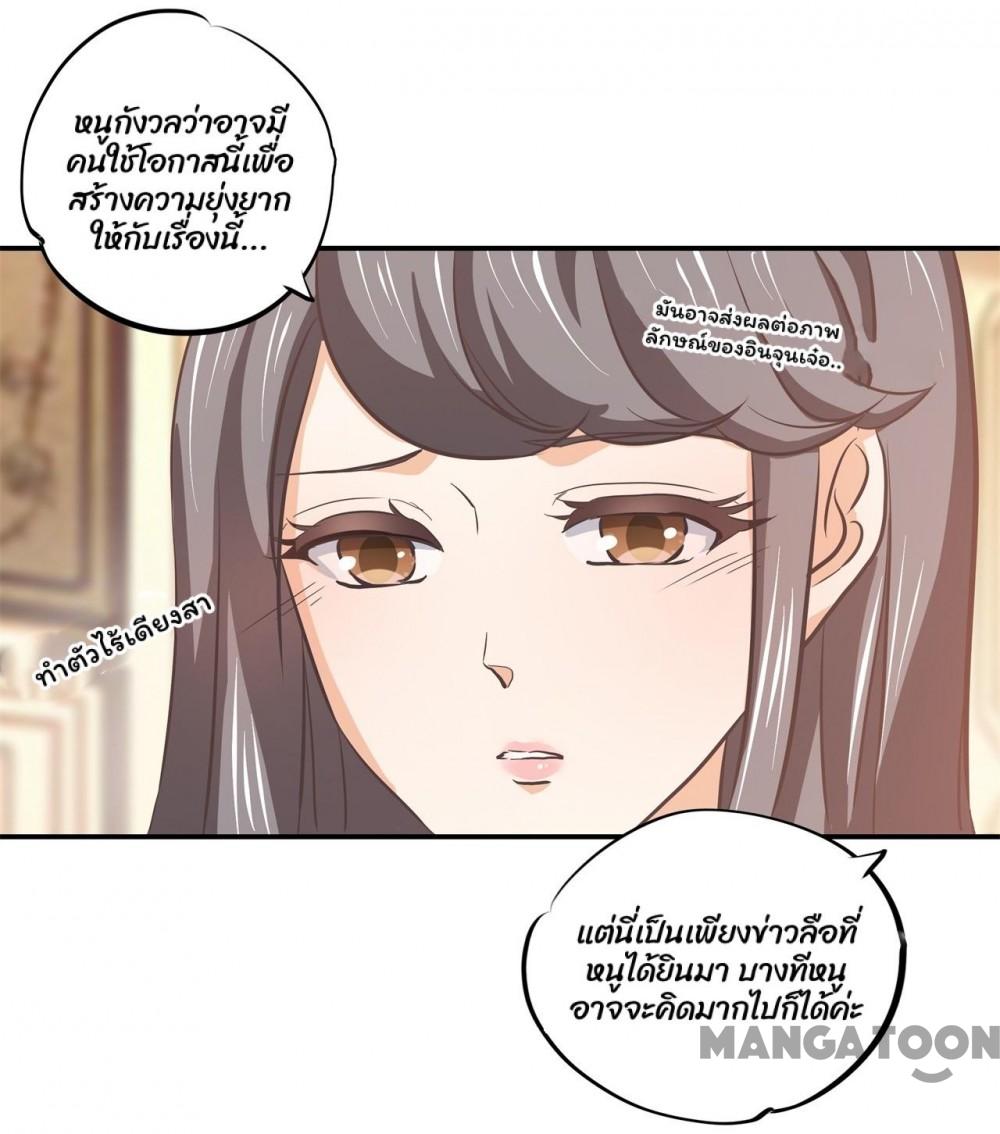 หนูกังวลว่าอาจมี
คนใช้โอกาสนี้เพื่อ
สร้างความยุ่งยาก
ให้กับเรื่องนี้...
มันอาจส่งผลต่อภาพ
ลักษณ์ของอินจุนเจ๋อ..
ทำตัวไร้เดียงสา
แต่นี่เป็นเพียงข่าวลือที่
หนูได้ยินมา บางทีหนู
อาจจะคิดมากไปก็ได้ค่ะ
MANGATOON